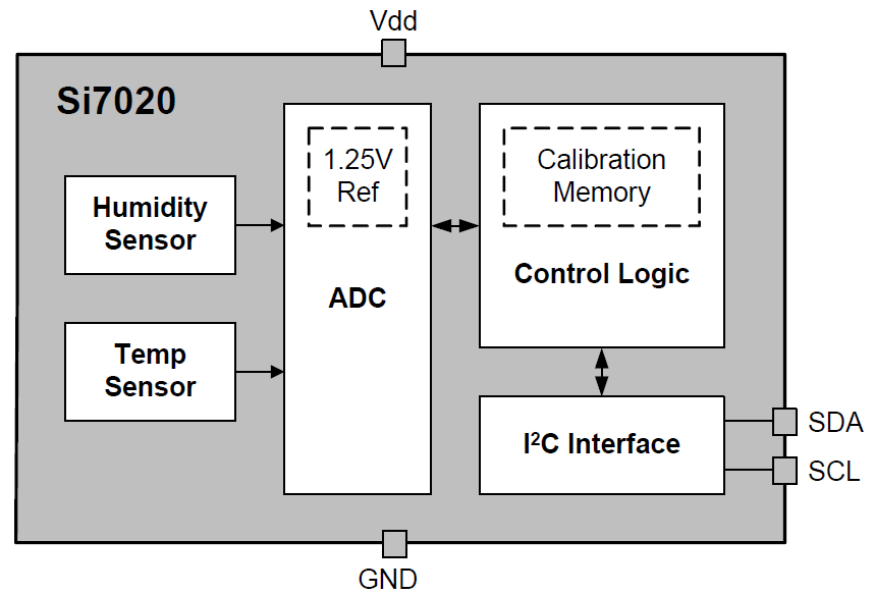 Vdd
Si7020
1.25V
Ref
Calibration
Memory
Humidity
Sensor
Control Logic
ADC
Temp
Sensor
I²C Interface
SDA
SCL
GND